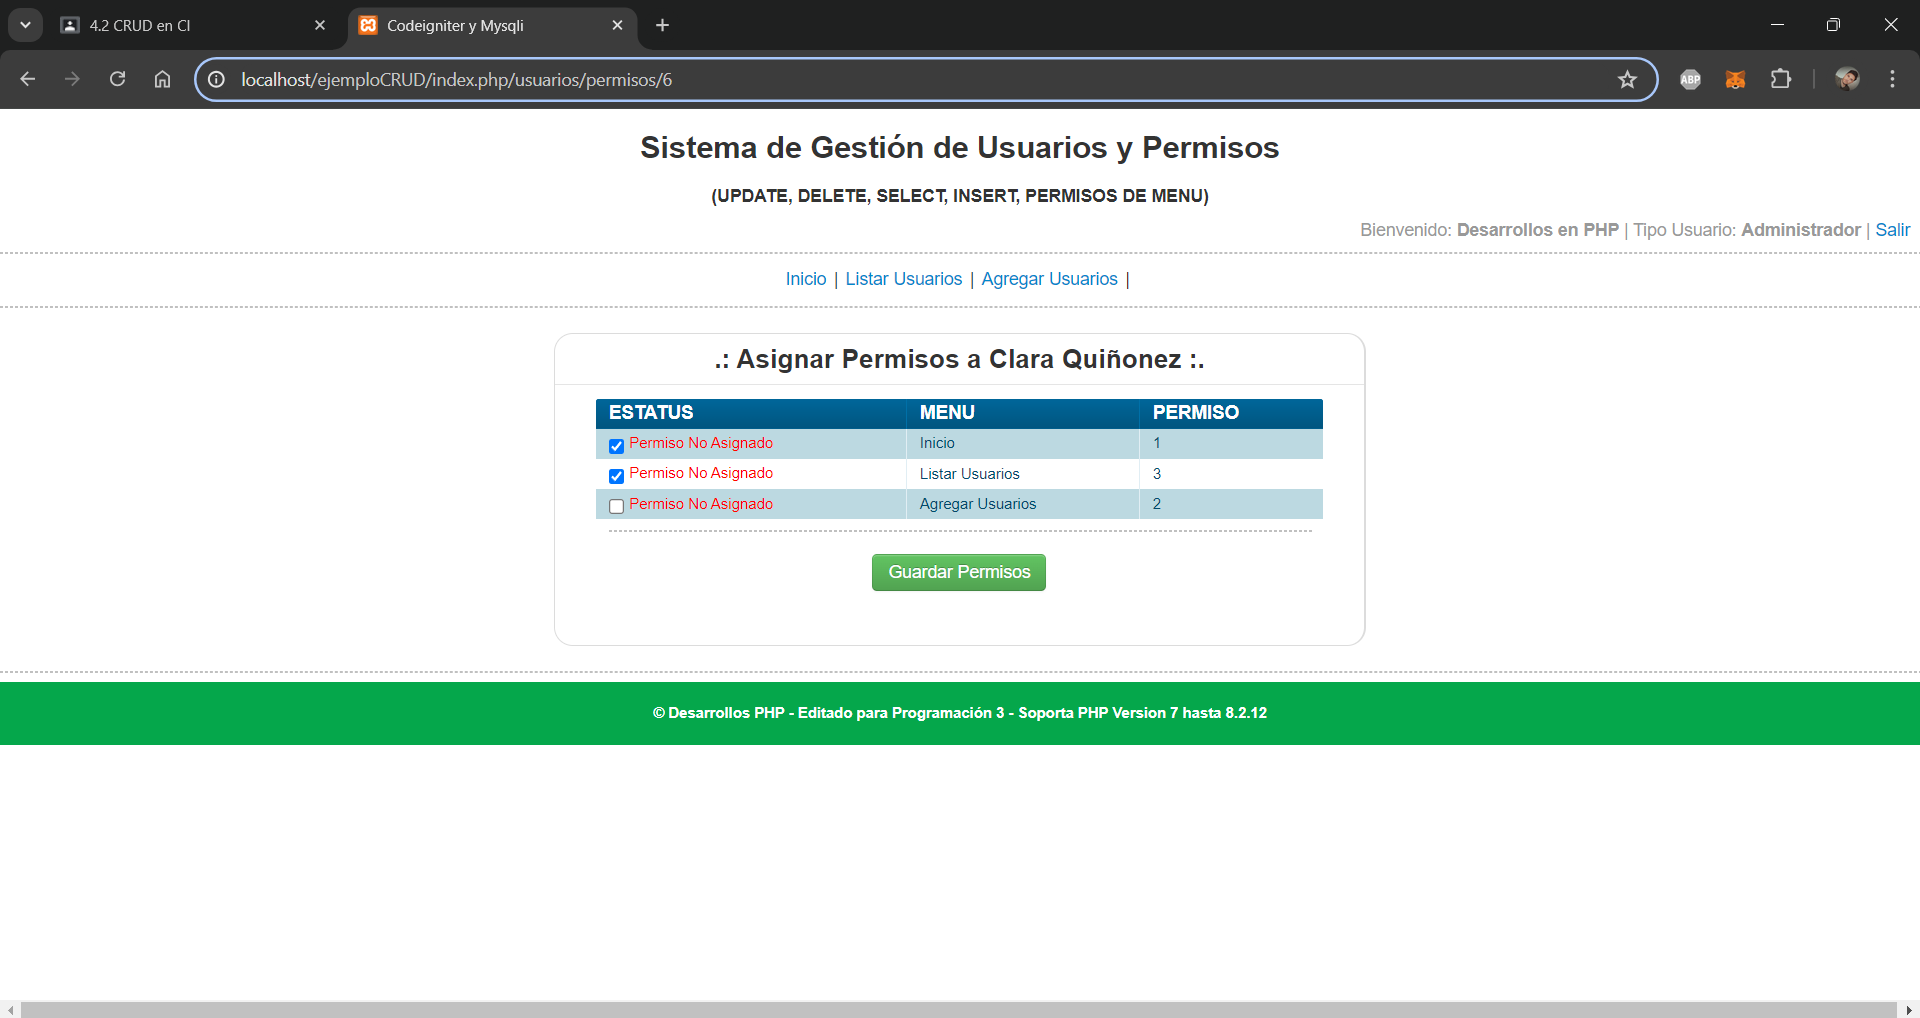 4.2 CRUD en CI
Codeigniter y Mysqli
localhost/ejemploCRUD/index.php/usuarios/permisos/6
ABP
Sistema de Gestión de Usuarios y Permisos
(UPDATE, DELETE, SELECT, INSERT, PERMISOS DE MENU)
Bienvenido: Desarrollos en PHP | Tipo Usuario: Administrador | Salir
Inicio | Listar Usuarios | Agregar Usuarios |
.: Asignar Permisos a Clara Quiñonez :.
ESTATUS MENU PERMISO
Permiso No Asignado Inicio 1
Permiso No Asignado Listar Usuarios 3
Permiso No Asignado Agregar Usuarios 2
Guardar Permisos
© Desarrollos PHP - Editado para Programación 3 - Soporta PHP Version 7 hasta 8.2.12